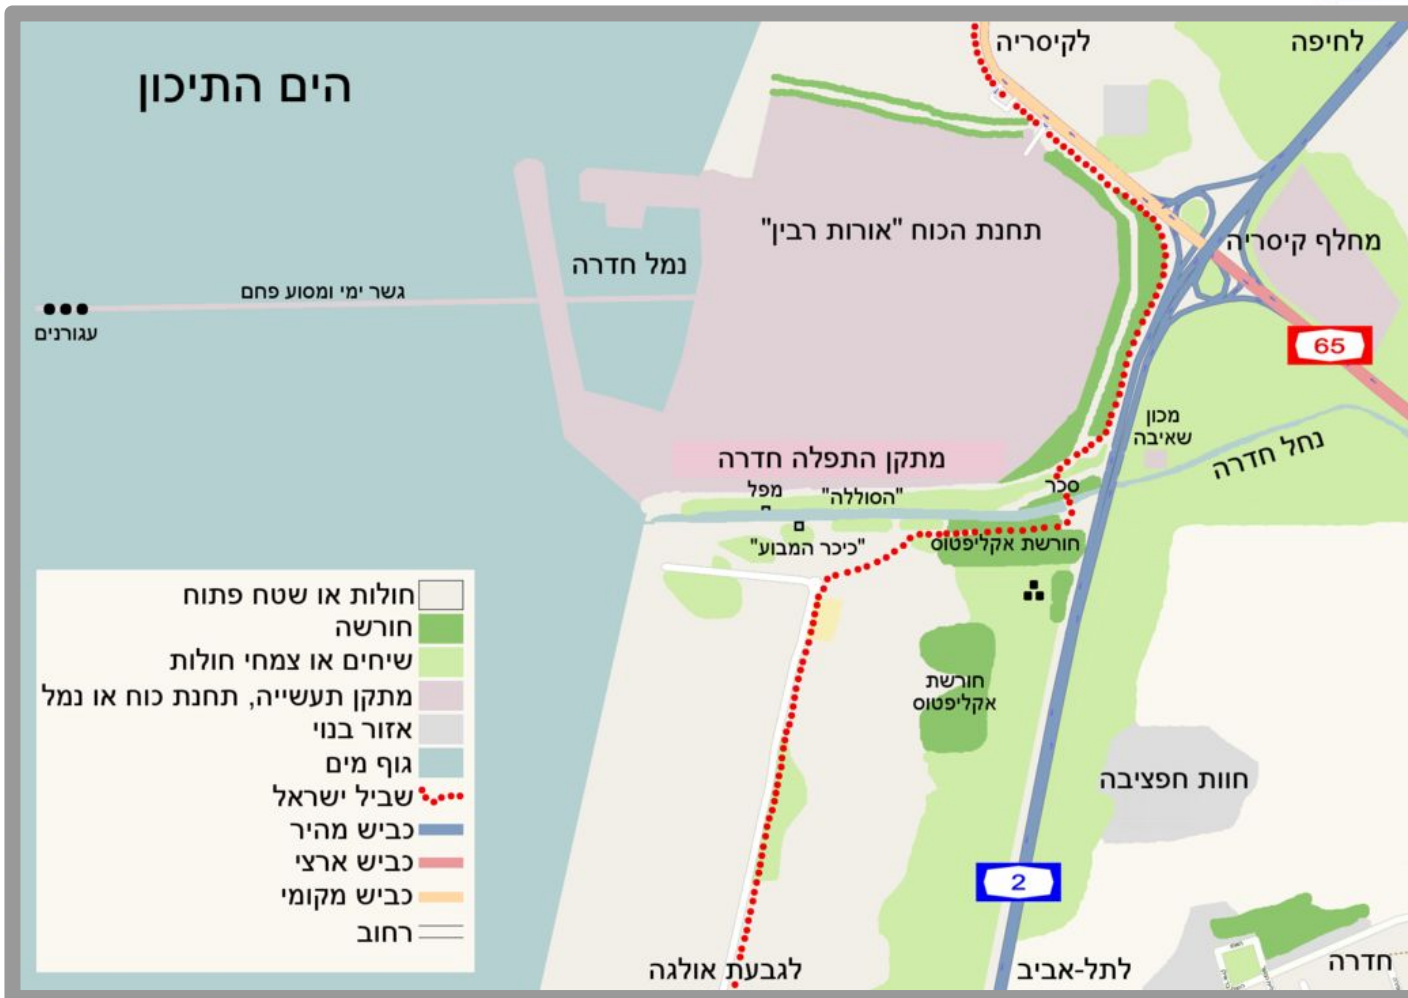 לקיסריה
לחיפה
הים התיכון
תחנת הכוח "אורות רבין"
מחלף קיסריה
נמל חדרה
גשר ימי ומסוע פחם
עגורנים
65
מכון
שאיבה
נחל חדרה
מתקן התפלה חדרה
סכר
מפל
"הסוללה"
"כיכר המבוע"
חורשת אקליפטוס
חורשת
אקליפטוס
חוות חפציבה
2
חולות או שטח פתוח
חורשה
שיחים או צמחי חולות
מתקן תעשייה, תחנת כוח או נמל
אזור בנוי
גוף מים
שביל ישראל
כביש מהיר
כביש ארצי
כביש מקומי
רחוב
לגבעת אולגה
לתל-אביב
חדרה